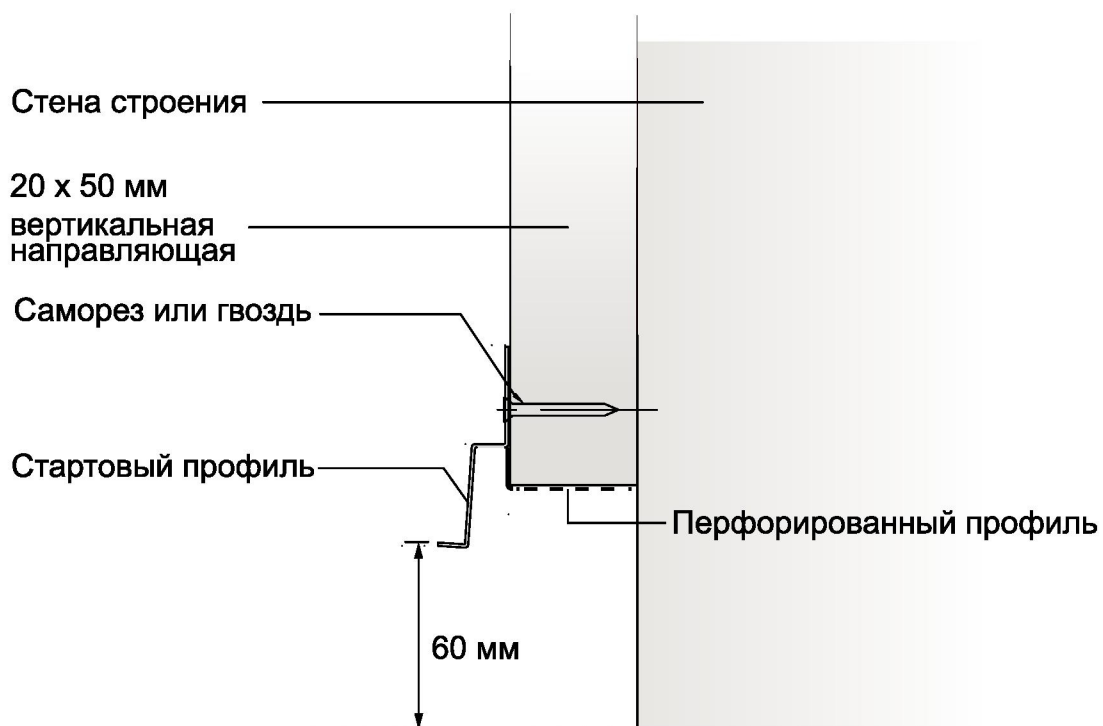 Стена строения
20 x 50 мм
вертикальная
направляющая
Саморез или гвоздь
Стартовый профиль
Перфорированный профиль
60 мм